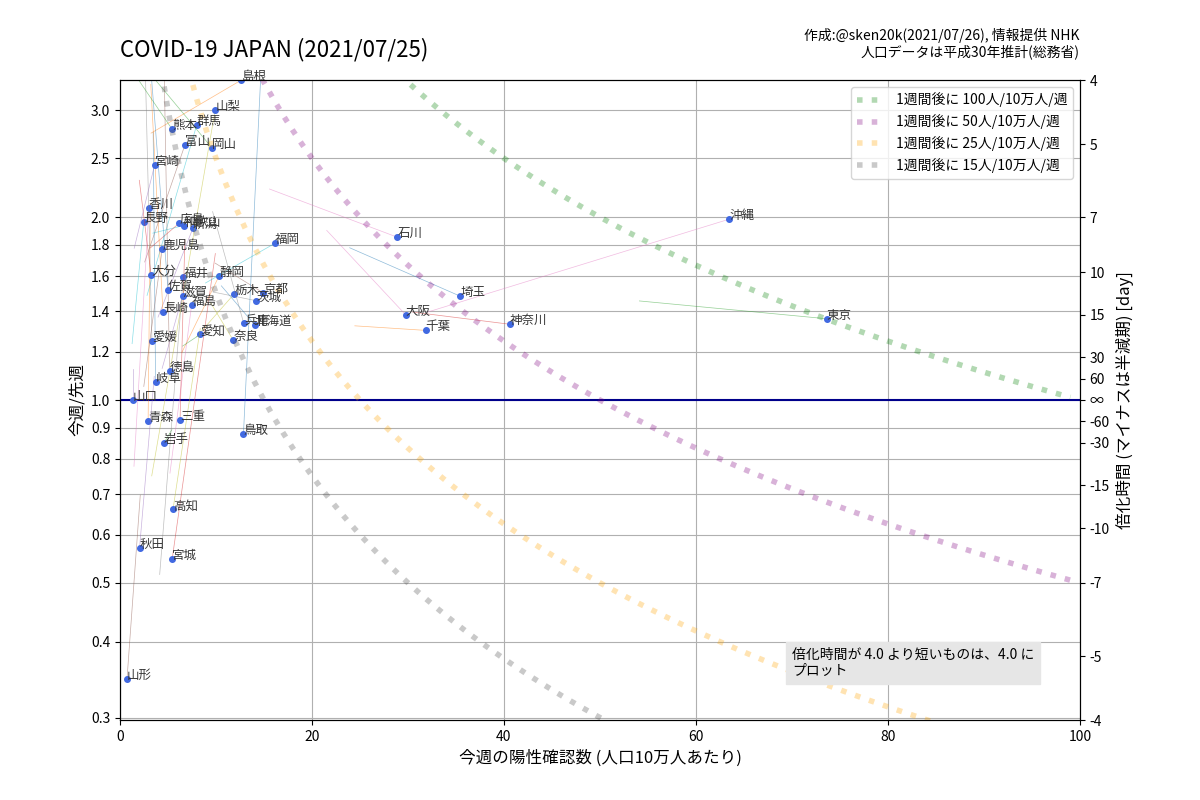 COVID-19 JAPAN (2021/07/25)
作成:@sken20k(2021/07/26), 情報提供 NHK
人口データは平成30年推計(総務省)
1週間後に 100人/10万人/週
1週間後に 50人/10万人/週
1週間後に 25人/10万人/週
1週間後に 15人/10万人/週
島根
山梨
群馬
熊本
富山
岡山
宮崎
香川
長野
広島
沖縄
石川
福岡
鹿児島
大分
福井
静岡
佐賀
滋賀
栃木
京都
茨城
埼玉
福島
長崎
大阪
東京
兵庫
北海道
神奈川
千葉
愛知
奈良
愛媛
徳島
岐阜
山口
青森
三重
岩手
鳥取
高知
秋田
宮城
山形
倍化時間が 4.0 より短いものは、4.0 に
プロット
3.0
2.5
2.0
1.8
1.6
1.4
1.2
1.0
0.9
0.8
0.7
0.6
0.5
0.4
0.3
今週/先週
4
5
7
10
15
30
60
∞
-60
-30
-15
-10
-7
-5
-4
倍化時間 (マイナスは半減期) [day]
0
20
40
60
80
100
今週の陽性確認数 (人口10万人あたり)